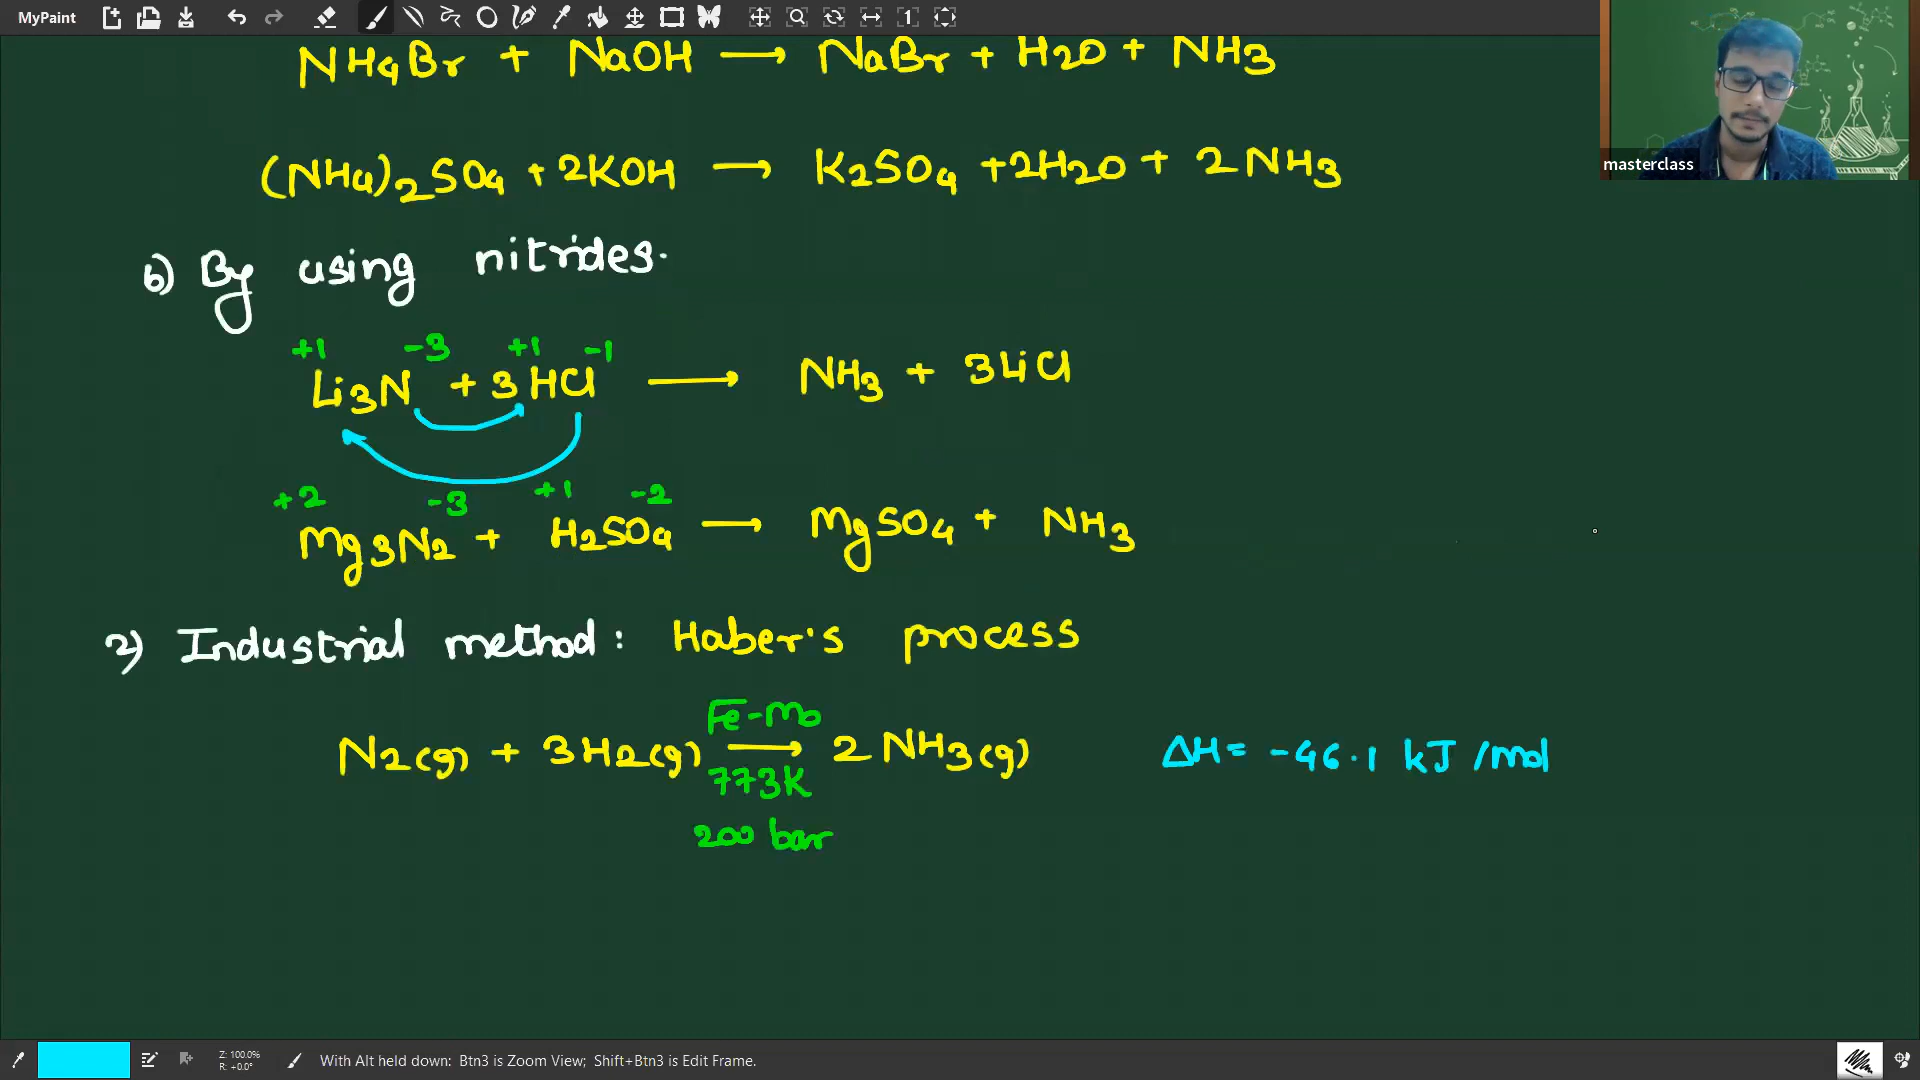 MyPaint
NH4Br + NaOH → NaBr + H2O + NH3
masterclass
(NH4)2SO4 + 2KOH → K2SO4 + 2H2O + 2NH3
b) By using nitrides.
+1 -3 +1 -1
Li3N + 3HCl → NH3 + 3LiCl
+2 -3 +1 -2
Mg3N2 + H2SO4 → MgSO4 + NH3
2) Industrial method: Haber's process
Fe-Mo
N2(g) + 3H2(g) → 2NH3(g) ΔH = -46.1 kJ/mol
773K
200 bar
Z: 100.0%
R: +0.0°
With Alt held down: Btn3 is Zoom View; Shift+Btn3 is Edit Frame.